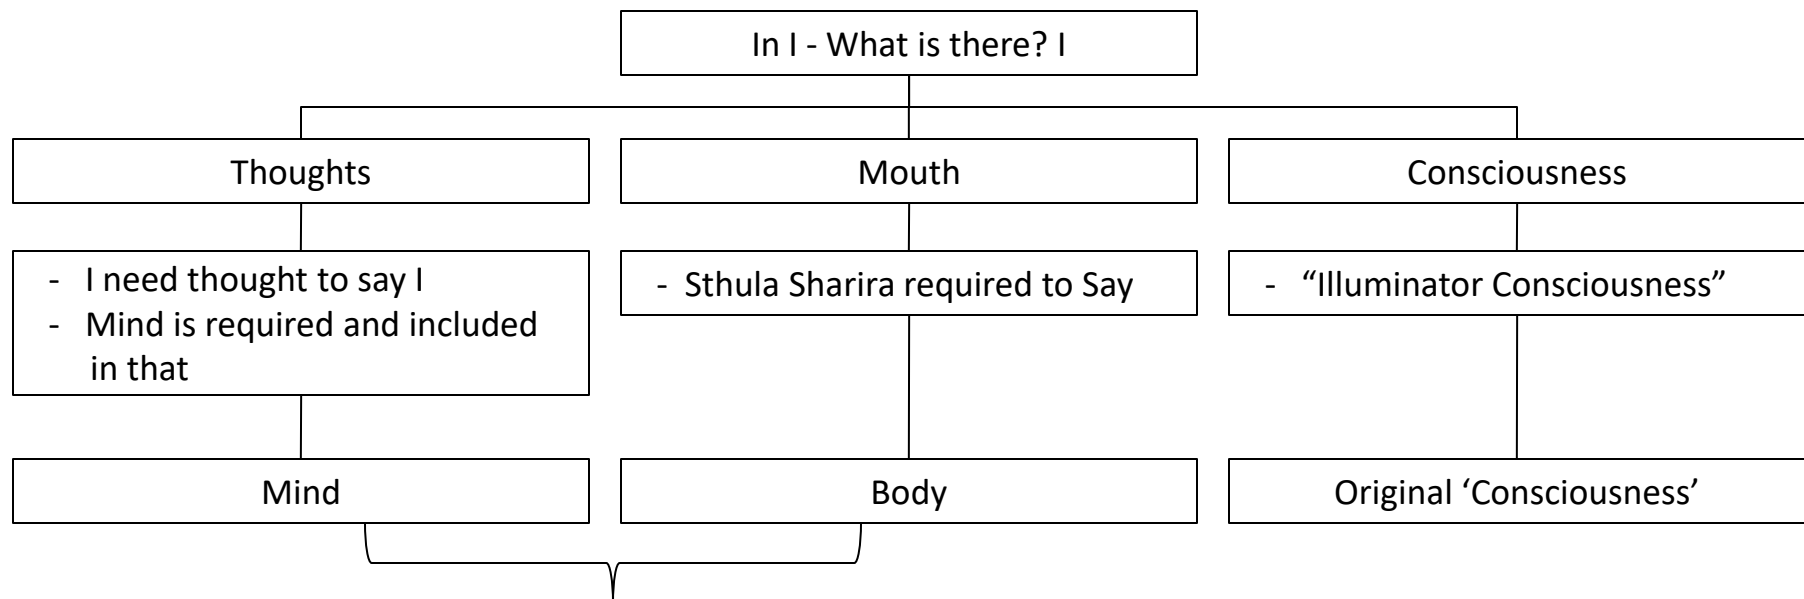 In I - What is there? I
Thoughts
Mouth
Consciousness
- I need thought to say I
- Mind is required and included
in that
- Sthula Sharira required to Say
- “Illuminator Consciousness”
Mind
Body
Original ‘Consciousness’